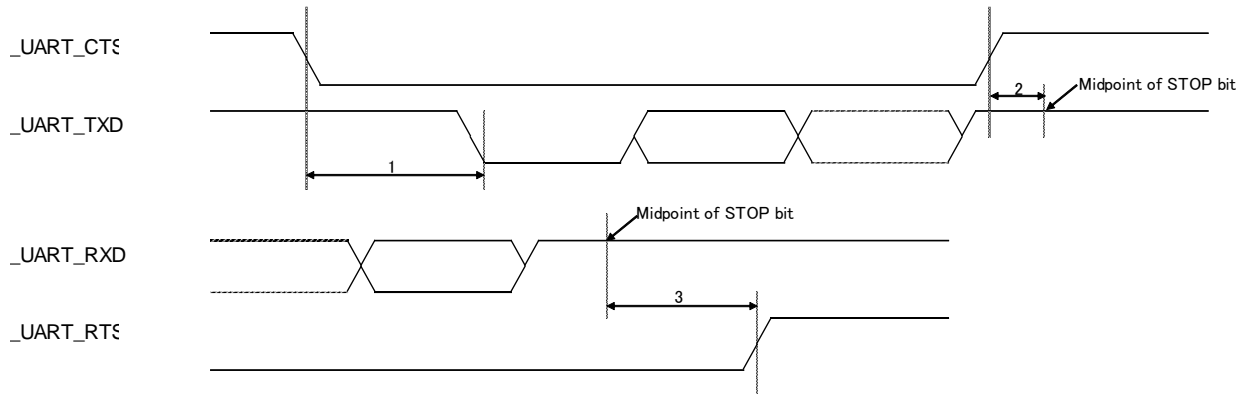 _UART_CTS
2
Midpoint of STOP bit
_UART_TXD
1
Midpoint of STOP bit
_UART_RXD
3
_UART_RTS